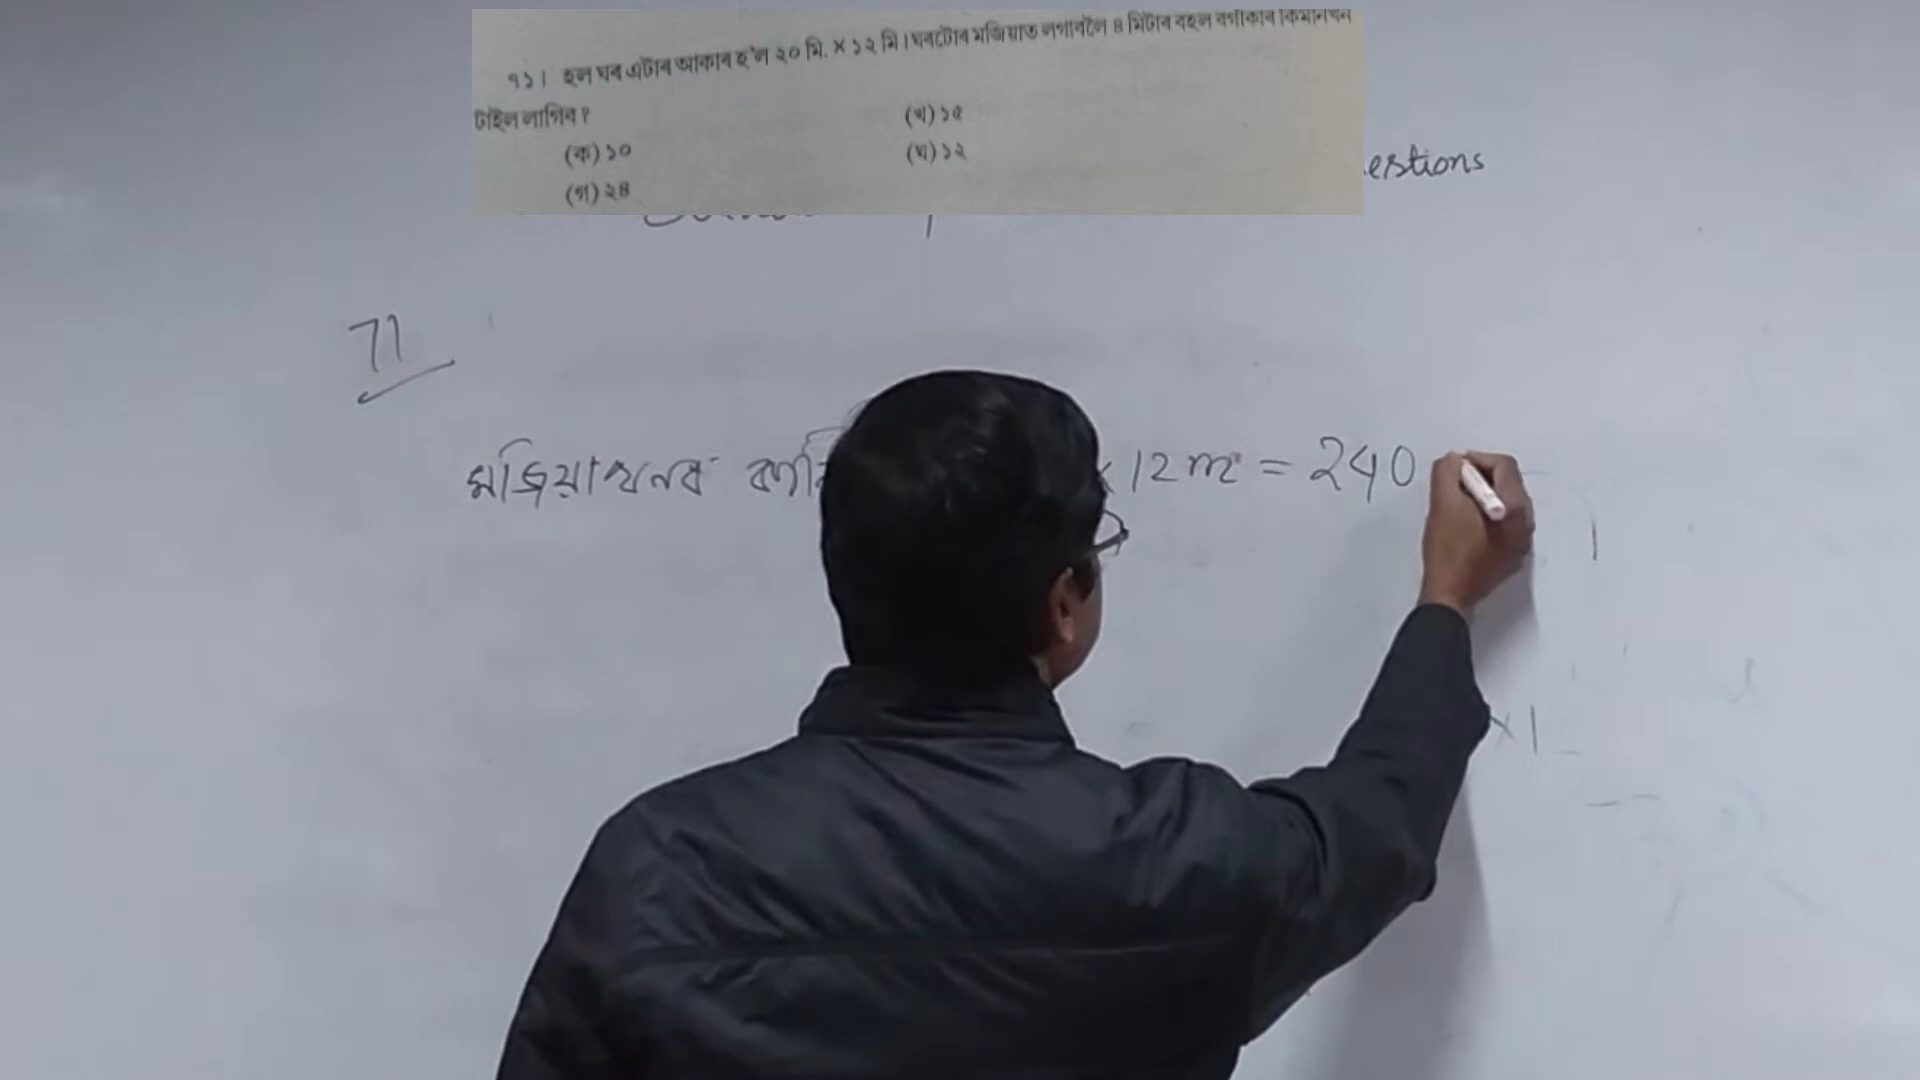 ৭১। হল ঘৰ এটাৰ আকাৰ হ'ল ২০ মি. × ১২ মি। ঘৰটোৰ মজিয়াত লগাবলৈ ৪ মিটাৰ বহল বৰ্গাকাৰ কিমানখন
টাইল লাগিব?
(ক) ১০ (খ) ১৫
(গ) ২৪ (ঘ) ১২
estions
71
মজিয়াখনৰ 12 m = 240
×1